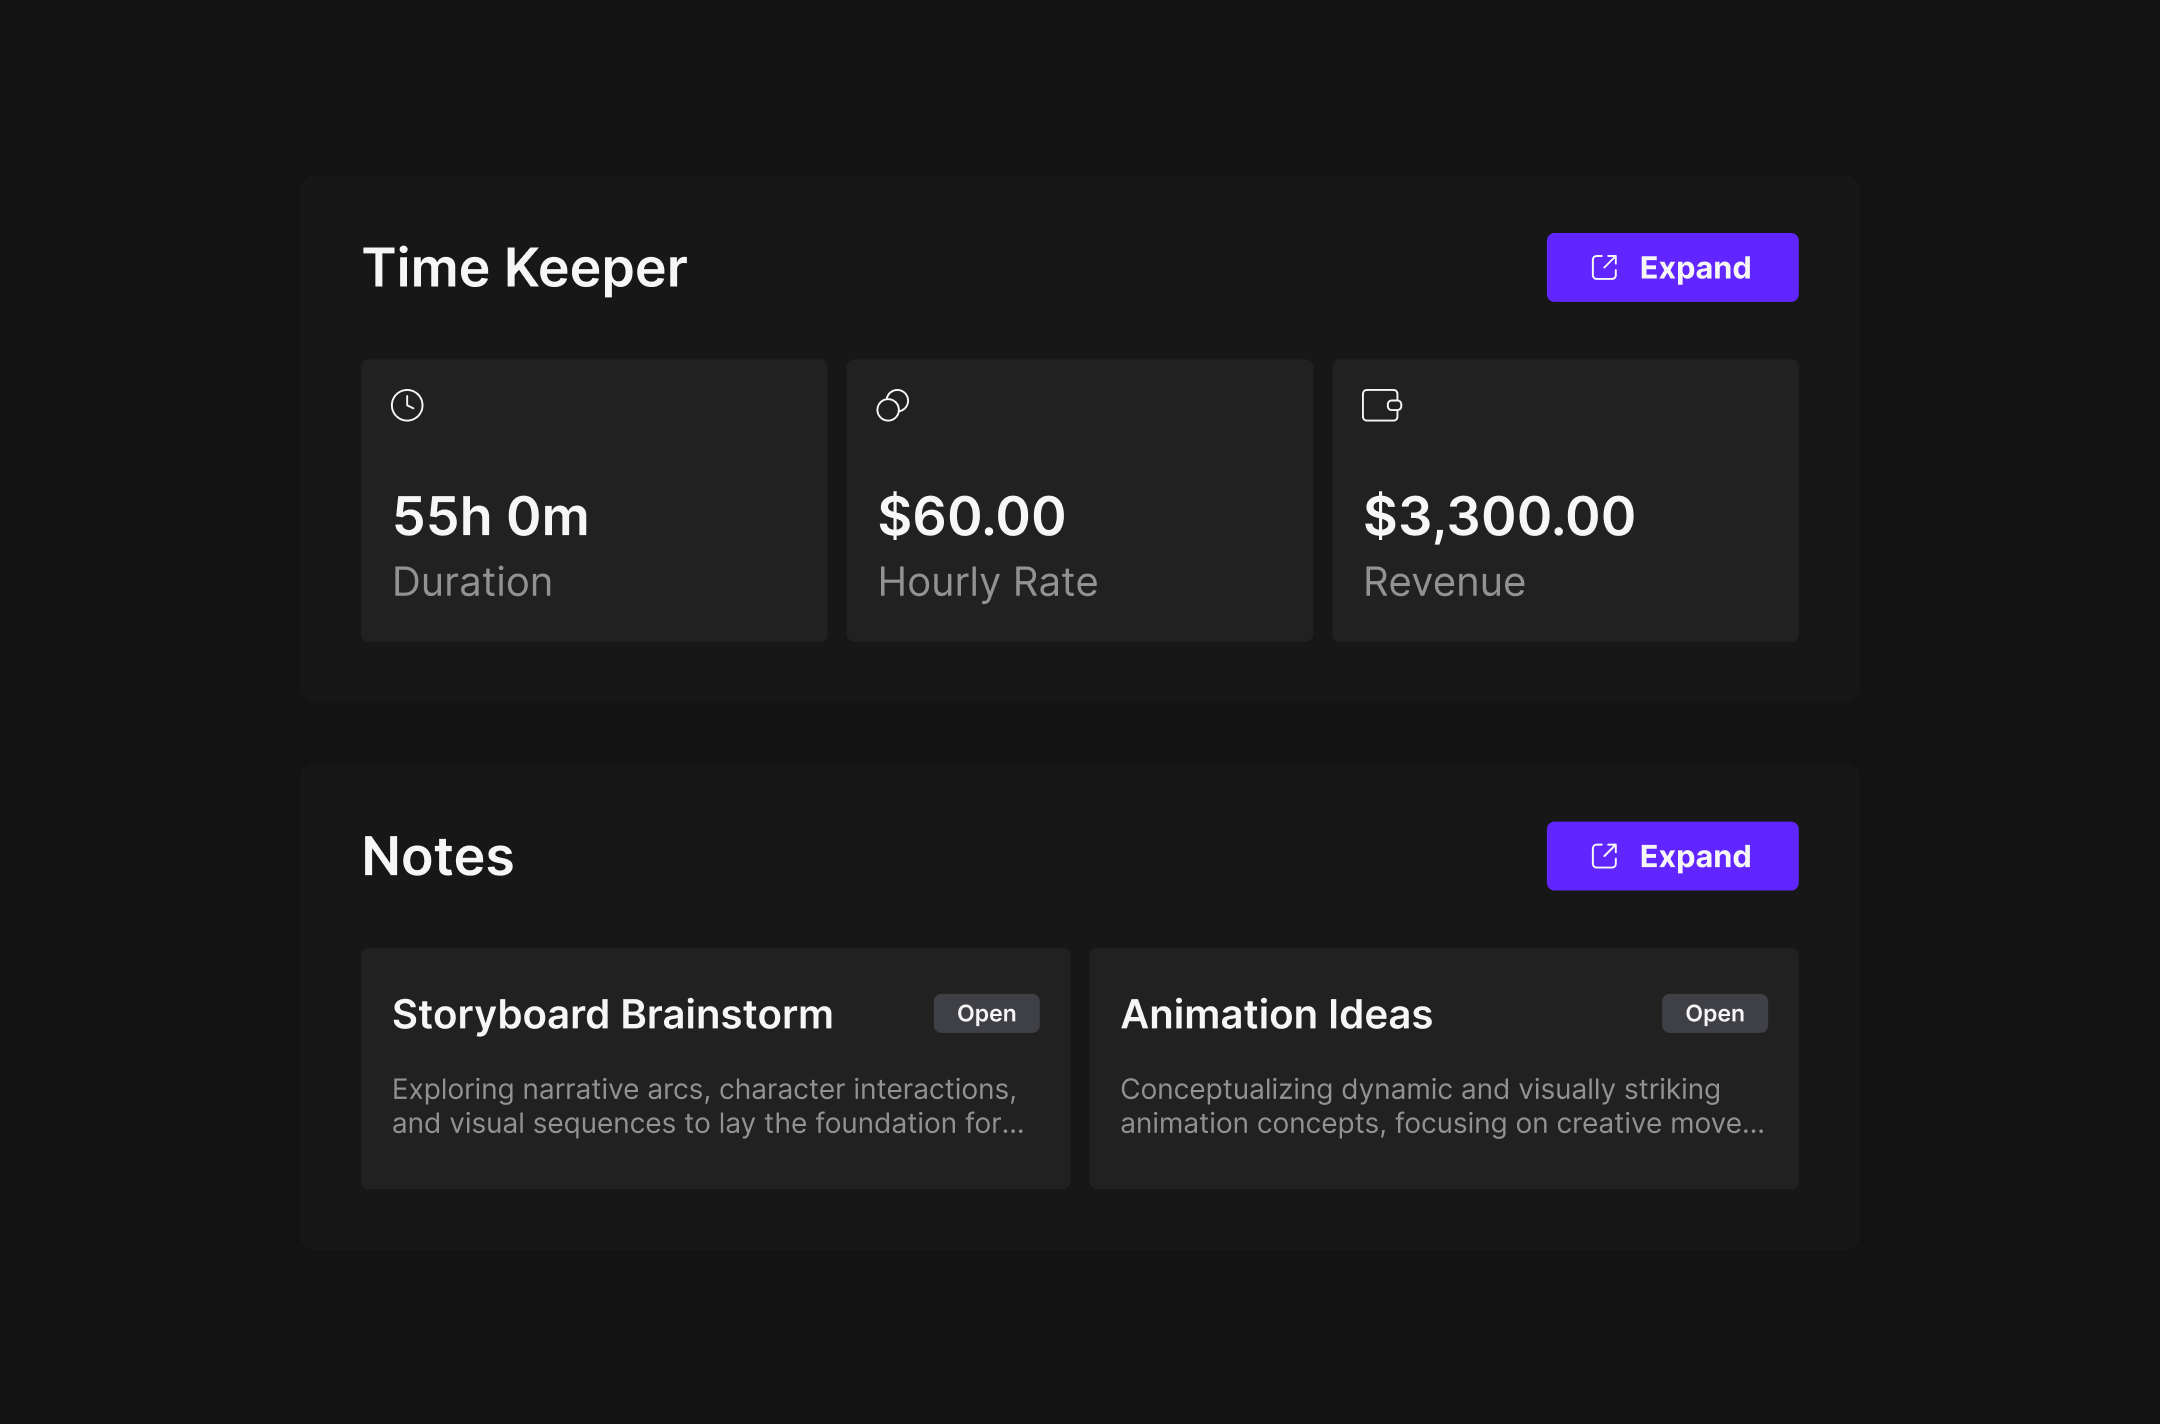 Time Keeper
Expand
55h 0m
Duration
$60.00
Hourly Rate
$3,300.00
Revenue
Notes
Expand
Storyboard Brainstorm
Open
Exploring narrative arcs, character interactions,
and visual sequences to lay the foundation for...
Animation Ideas
Open
Conceptualizing dynamic and visually striking
animation concepts, focusing on creative move...